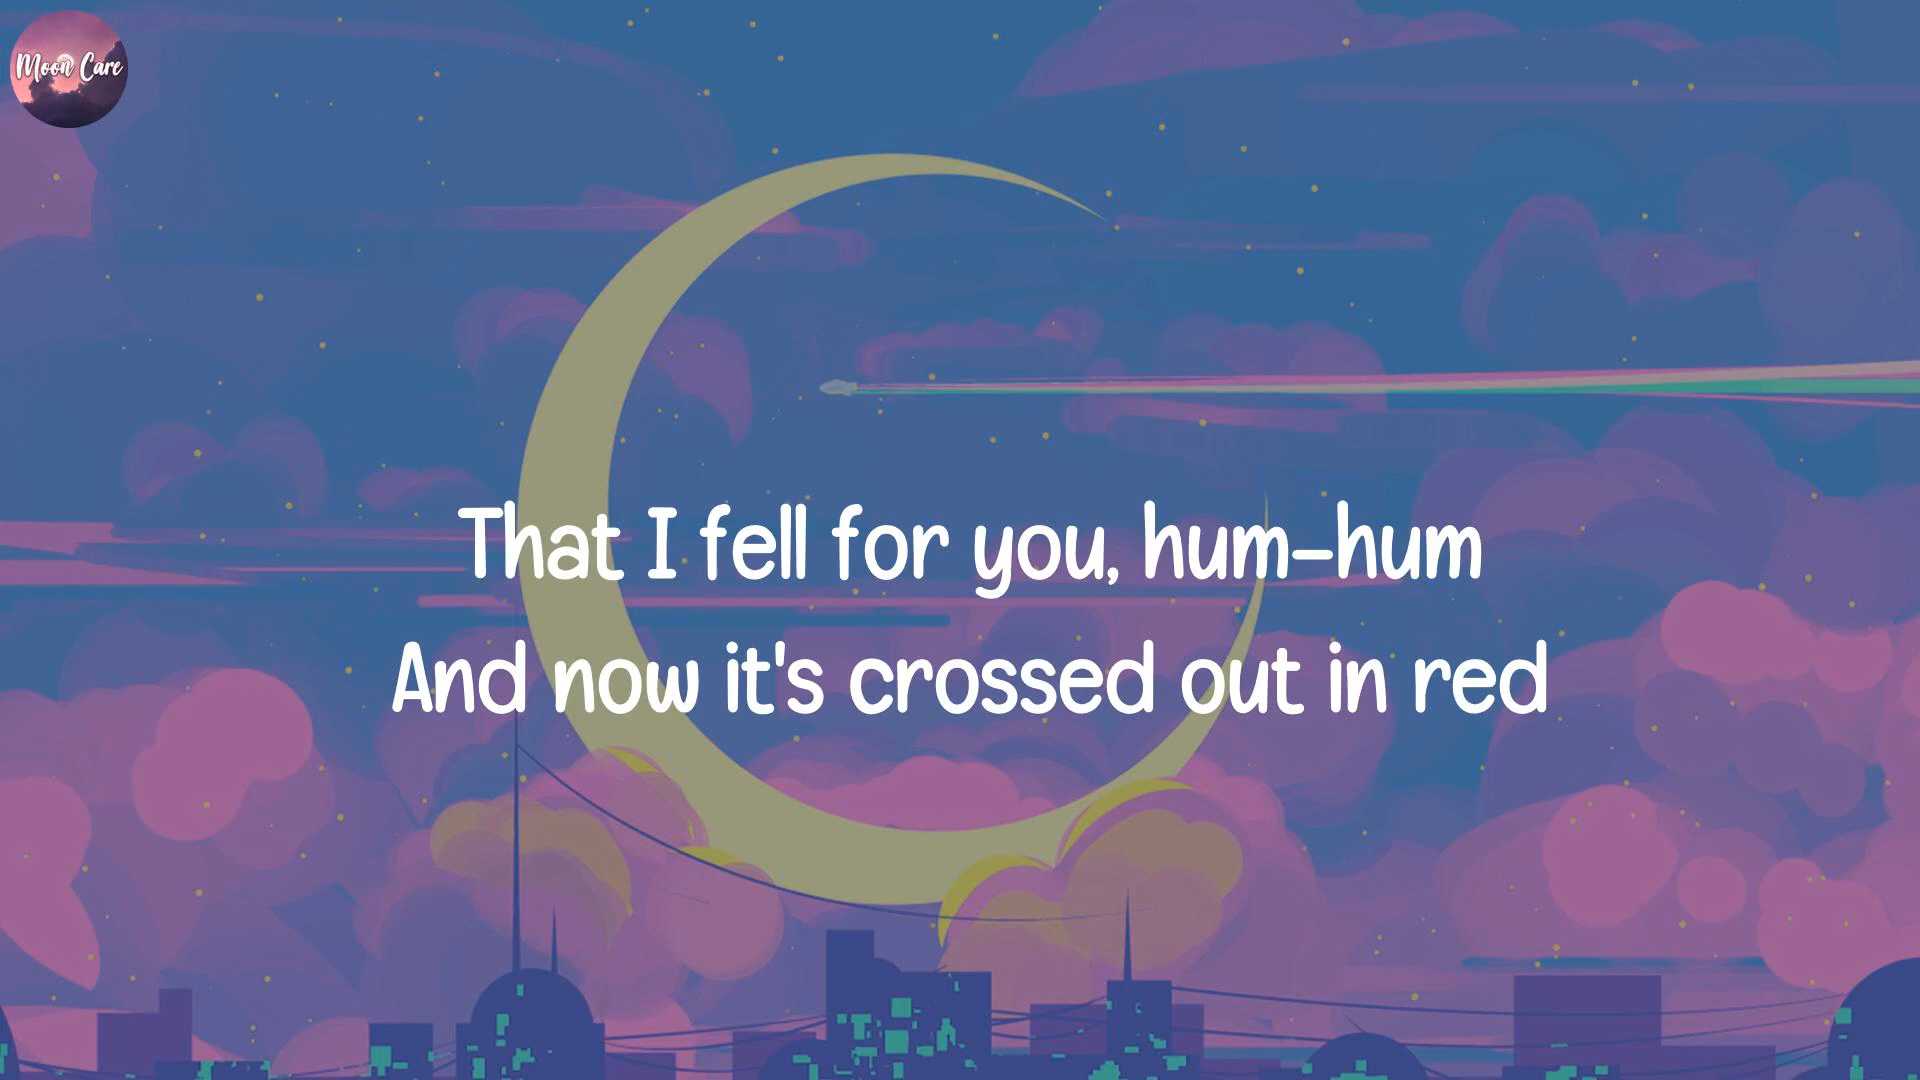 Moon Care
That I fell for you, hum-hum
And now it's crossed out in red